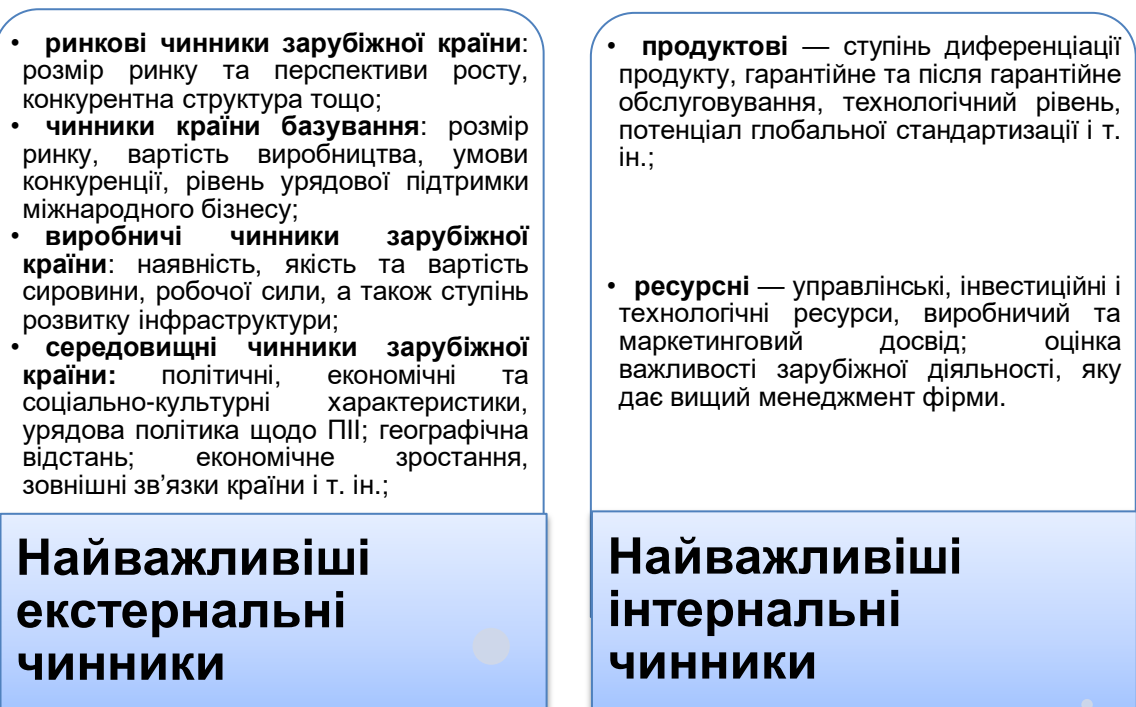 • ринкові чинники зарубіжної країни:
розмір ринку та перспективи росту,
конкурентна структура тощо;
• чинники країни базування: розмір
ринку, вартість виробництва, умови
конкуренції, рівень урядової підтримки
міжнародного бізнесу;
• виробничі чинники зарубіжної
країни: наявність, якість та вартість
сировини, робочої сили, а також ступінь
розвитку інфраструктури;
• середовищні чинники зарубіжної
країни: політичні, економічні та
соціально-культурні характеристики,
урядова політика щодо ПІІ; географічна
відстань; економічне зростання,
зовнішні зв'язки країни і т. ін.;
Найважливіші
екстернальні
чинники
• продуктові — ступінь диференціації
продукту, гарантійне та після гарантійне
обслуговування, технологічний рівень,
потенціал глобальної стандартизації і т.
ін.;
• ресурсні — управлінські, інвестиційні і
технологічні ресурси, виробничий та
маркетинговий досвід; оцінка
важливості зарубіжної діяльності, яку
дає вищий менеджмент фірми.
Найважливіші
інтернальні
чинники